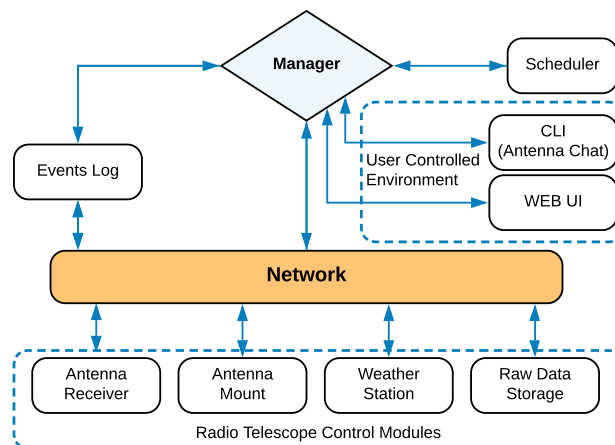 Manager
Scheduler
CLI
(Antenna Chat)
User Controlled
Environment
Events Log
WEB UI
Network
Antenna
Receiver
Antenna
Mount
Weather
Station
Raw Data
Storage
Radio Telescope Control Modules